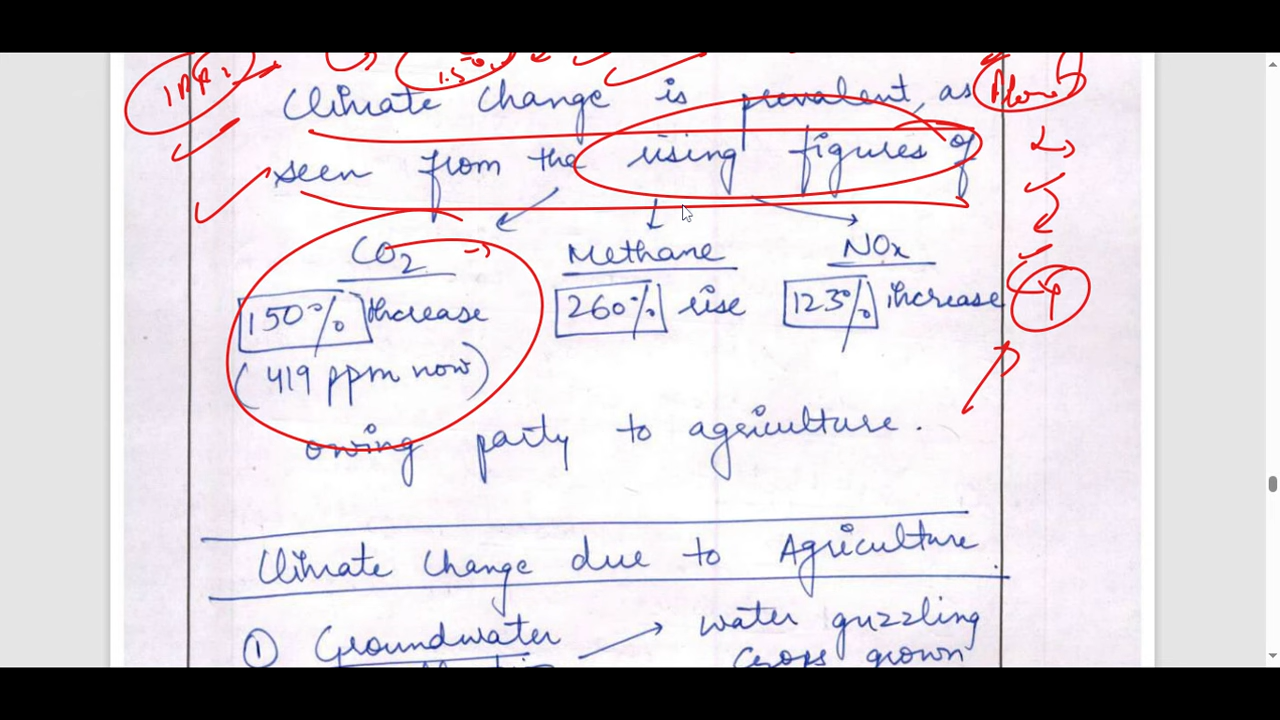 1.5°
Climate Change is prevalent, as
seen from the rising figures of
CO2 Methane NOx
150% Increase 260% rise 123% increase
(419 ppm now)
owing partly to agriculture.
Climate Change due to Agriculture
① Groundwater → water guzzling
crops grown